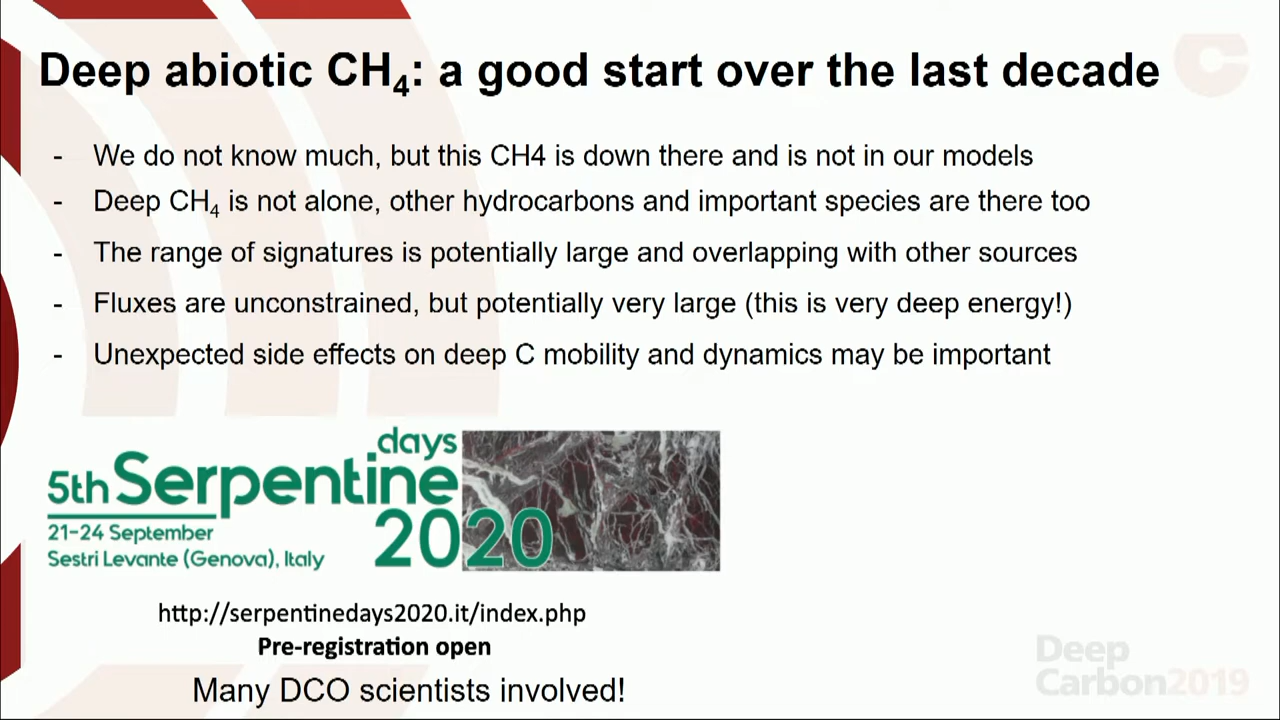 Deep abiotic CH₄: a good start over the last decade
- We do not know much, but this CH4 is down there and is not in our models
- Deep CH₄ is not alone, other hydrocarbons and important species are there too
- The range of signatures is potentially large and overlapping with other sources
- Fluxes are unconstrained, but potentially very large (this is very deep energy!)
- Unexpected side effects on deep C mobility and dynamics may be important
days
5th Serpentine
21-24 September
2020
Sestri Levante (Genova), Italy
http://serpentinedays2020.it/index.php
Pre-registration open
Many DCO scientists involved!
Deep
Carbon2019